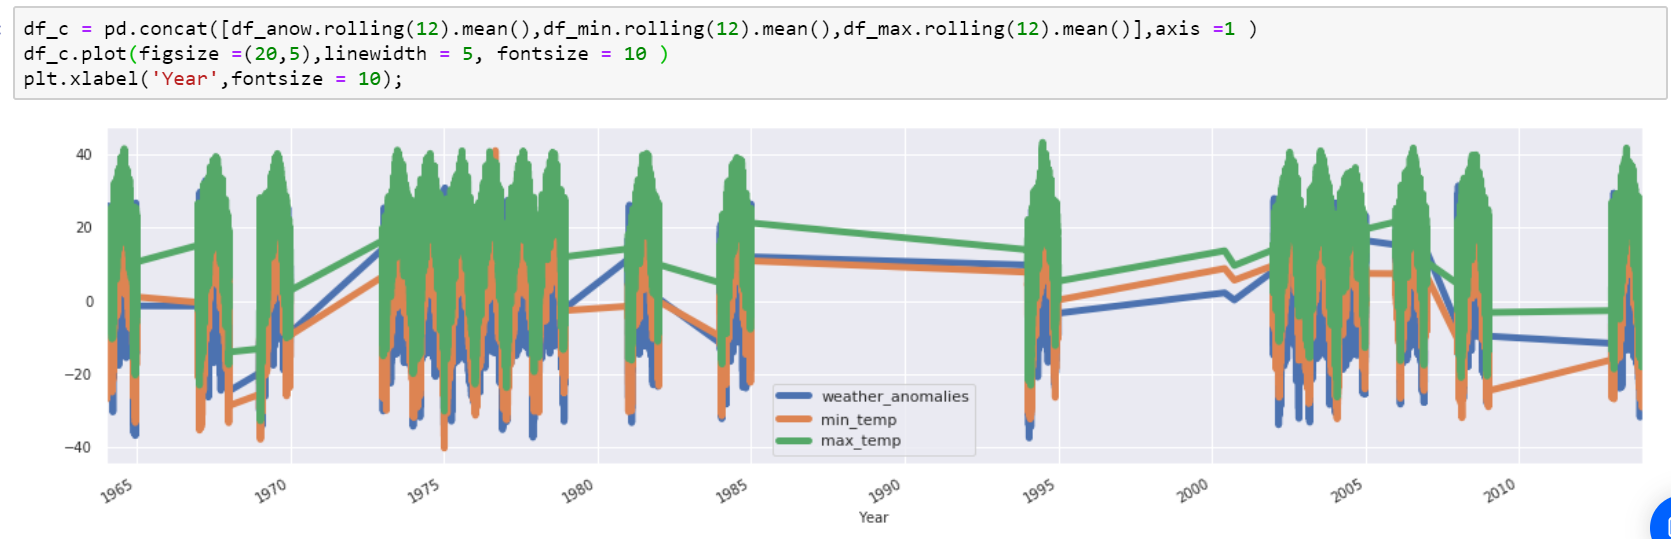 df_c = pd.concat([df_anow.rolling(12).mean(),df_min.rolling(12).mean(),df_max.rolling(12).mean()],axis =1 )
df_c.plot(figsize =(20,5),linewidth = 5, fontsize = 10 )
plt.xlabel('Year',fontsize = 10);
40
20
0
−20
−40
weather_anomalies
min_temp
max_temp
1965 1970 1975 1980 1985 1990 1995 2000 2005 2010
Year